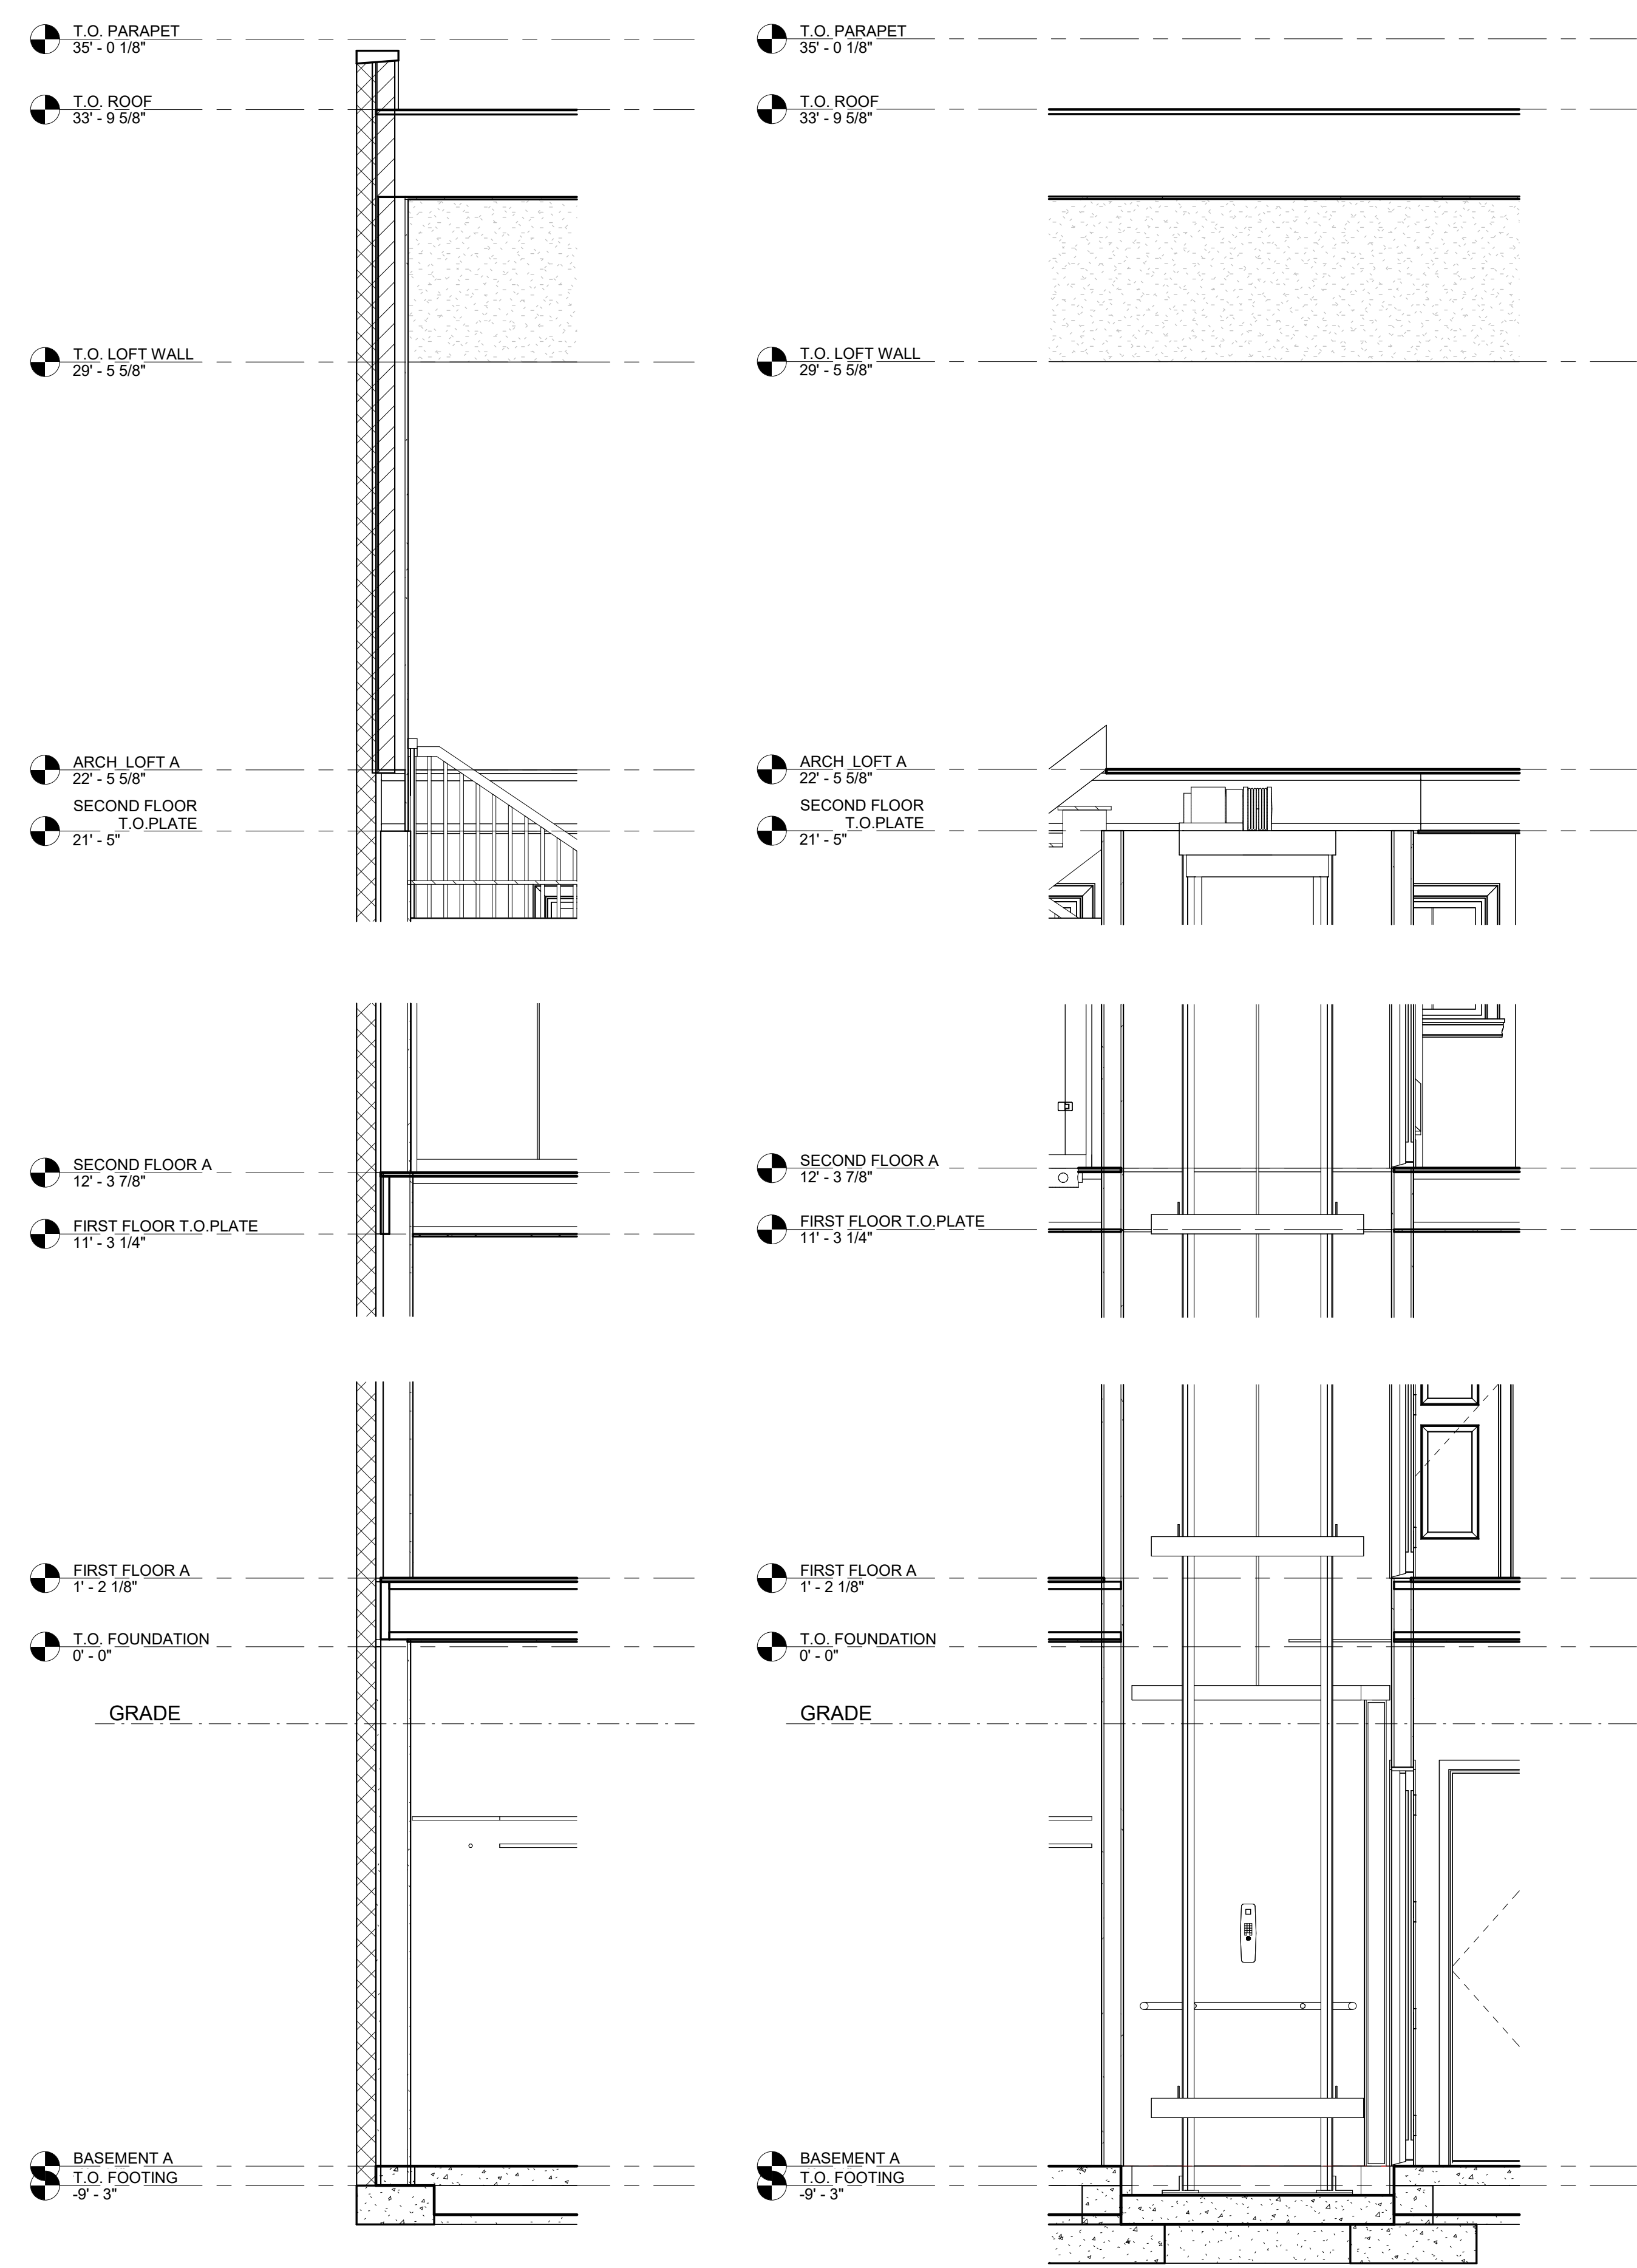 T.O. PARAPET
35' - 0 1/8"
T.O. ROOF
33' - 9 5/8"
T.O. LOFT WALL
29' - 5 5/8"
ARCH LOFT A
22' - 5 5/8"
SECOND FLOOR
T.O.PLATE
21' - 5"
SECOND FLOOR A
12' - 3 7/8"
FIRST FLOOR T.O.PLATE
11' - 3 1/4"
FIRST FLOOR A
1' - 2 1/8"
T.O. FOUNDATION
0' - 0"
GRADE
BASEMENT A
T.O. FOOTING
-9' - 3"
T.O. PARAPET
35' - 0 1/8"
T.O. ROOF
33' - 9 5/8"
T.O. LOFT WALL
29' - 5 5/8"
ARCH LOFT A
22' - 5 5/8"
SECOND FLOOR
T.O.PLATE
21' - 5"
SECOND FLOOR A
12' - 3 7/8"
FIRST FLOOR T.O.PLATE
11' - 3 1/4"
FIRST FLOOR A
1' - 2 1/8"
T.O. FOUNDATION
0' - 0"
GRADE
BASEMENT A
T.O. FOOTING
-9' - 3"